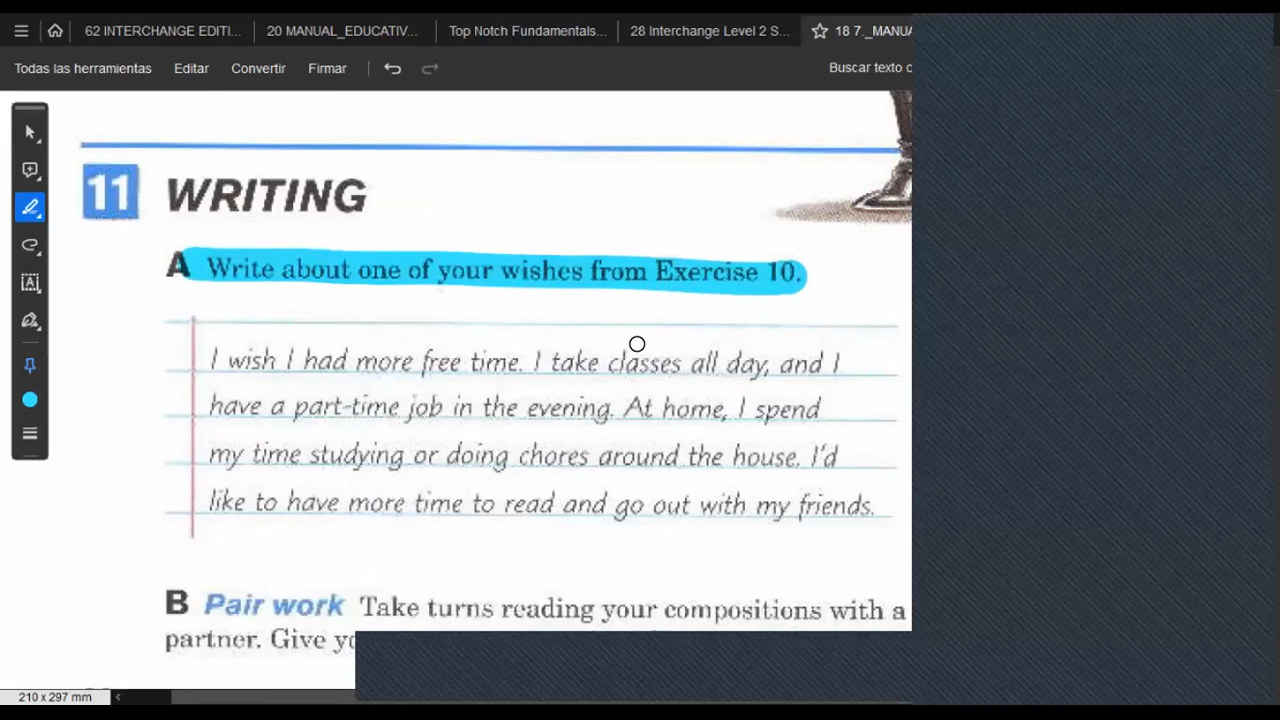 62 INTERCHANGE EDITI...
20 MANUAL_EDUCATIV...
Top Notch Fundamentals...
28 Interchange Level 2 S...
18 7._MANUA
Todas las herramientas
Editar
Convertir
Firmar
Buscar texto
11 WRITING
A Write about one of your wishes from Exercise 10.
I wish I had more free time. I take classes all day, and I
have a part-time job in the evening. At home, I spend
my time studying or doing chores around the house. I'd
like to have more time to read and go out with my friends.
B Pair work Take turns reading your compositions with a
partner. Give
210 x 297 mm